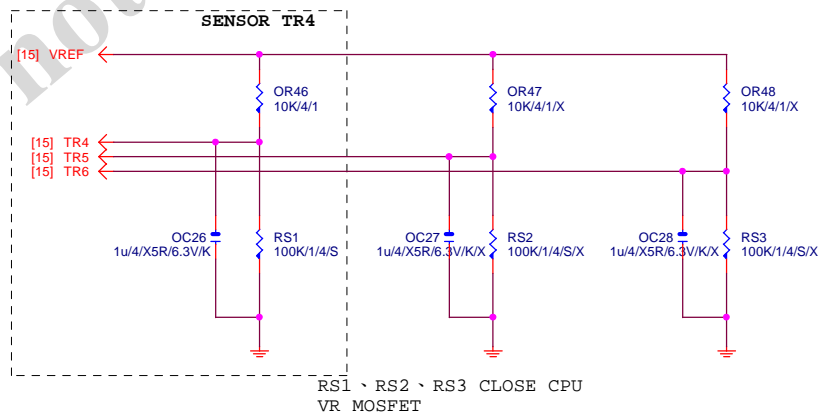 not
SENSOR TR4
[15] VREF
OR46
10K/4/1
OR47
10K/4/1/X
OR48
10K/4/1/X
[15] TR4
[15] TR5
[15] TR6
OC26
1u/4/X5R/6.3V/K
RS1
100K/1/4/S
OC27
1u/4/X5R/6.3V/K/X
RS2
100K/1/4/S/X
OC28
1u/4/X5R/6.3V/K/X
RS3
100K/1/4/S/X
RS1、RS2、RS3 CLOSE CPU
VR MOSFET